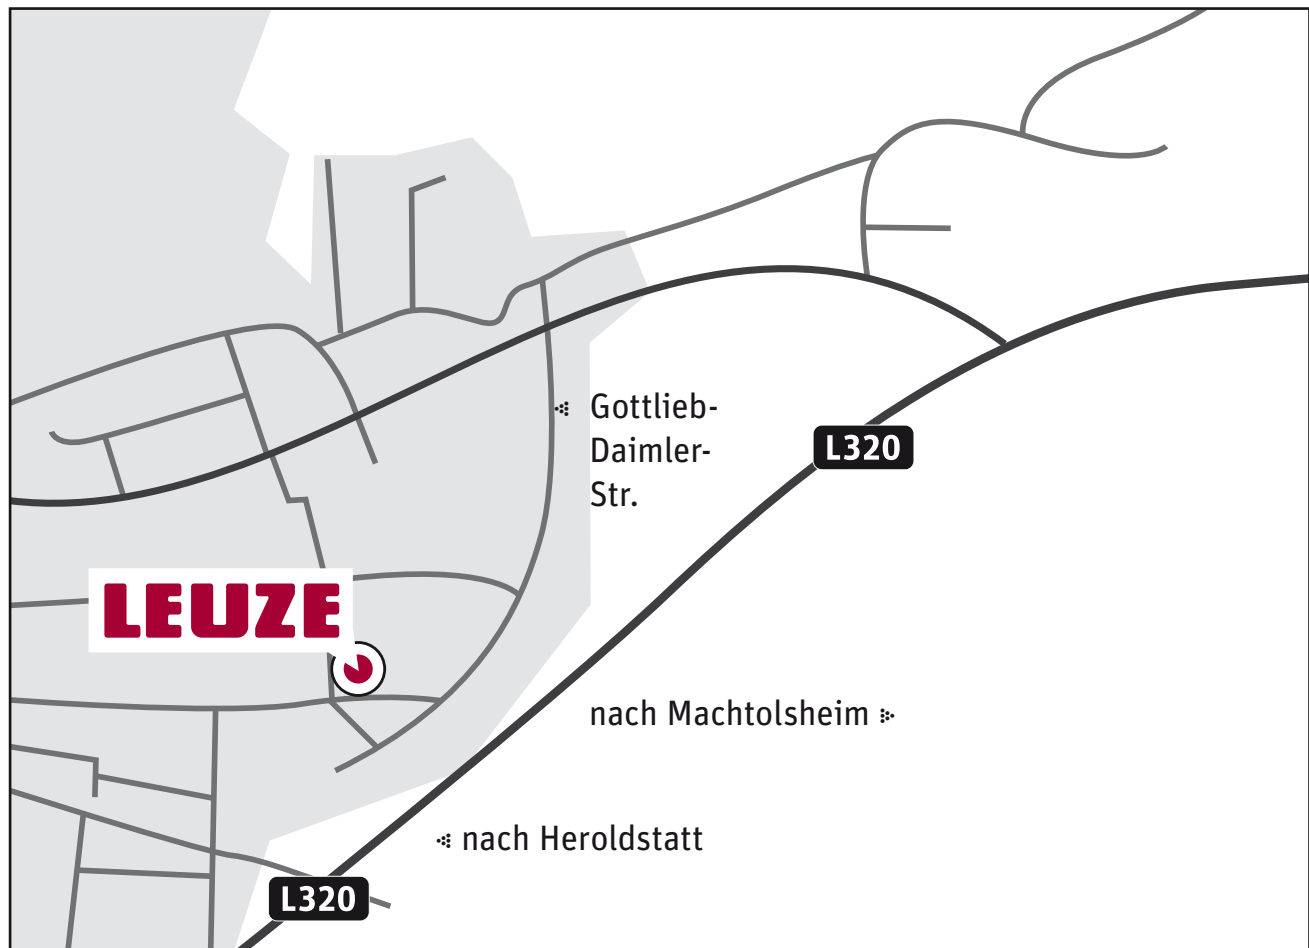 Gottlieb-
Daimler-
Str.
L320
LEUZE
nach Machtolsheim
nach Heroldstatt
L320